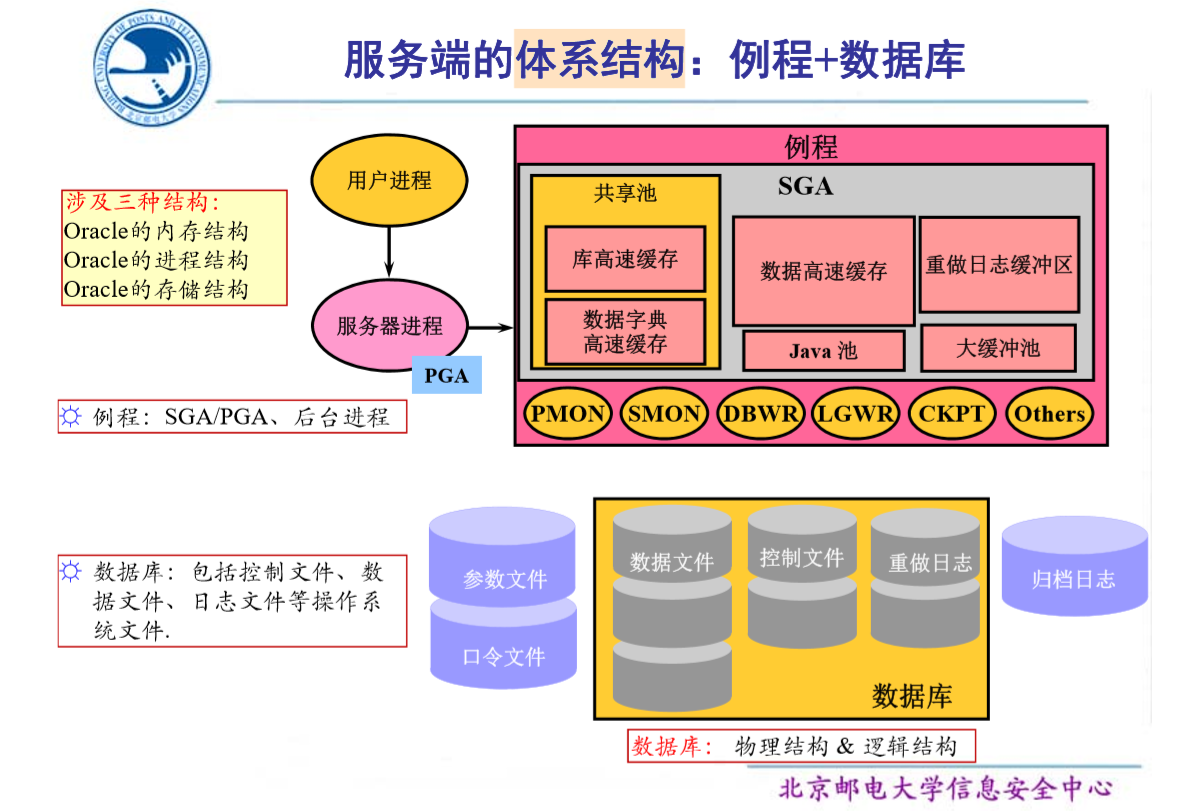 服务端的体系结构：例程+数据库
UNIVERSITY OF POSTS AND TELECOMMUNICATIONS
BEIJING
北京邮电大学
用户进程
涉及三种结构：
Oracle的内存结构
Oracle的进程结构
Oracle的存储结构
服务器进程
PGA
例程
SGA
共享池
库高速缓存
数据字典
高速缓存
数据高速缓存
重做日志缓冲区
Java 池
大缓冲池
PMON
SMON
DBWR
LGWR
CKPT
Others
例程：SGA/PGA、后台进程
数据库：包括控制文件、数
据文件、日志文件等操作系
统文件.
参数文件
口令文件
数据文件
控制文件
重做日志
归档日志
数据库
数据库： 物理结构 & 逻辑结构
北京邮电大学信息安全中心